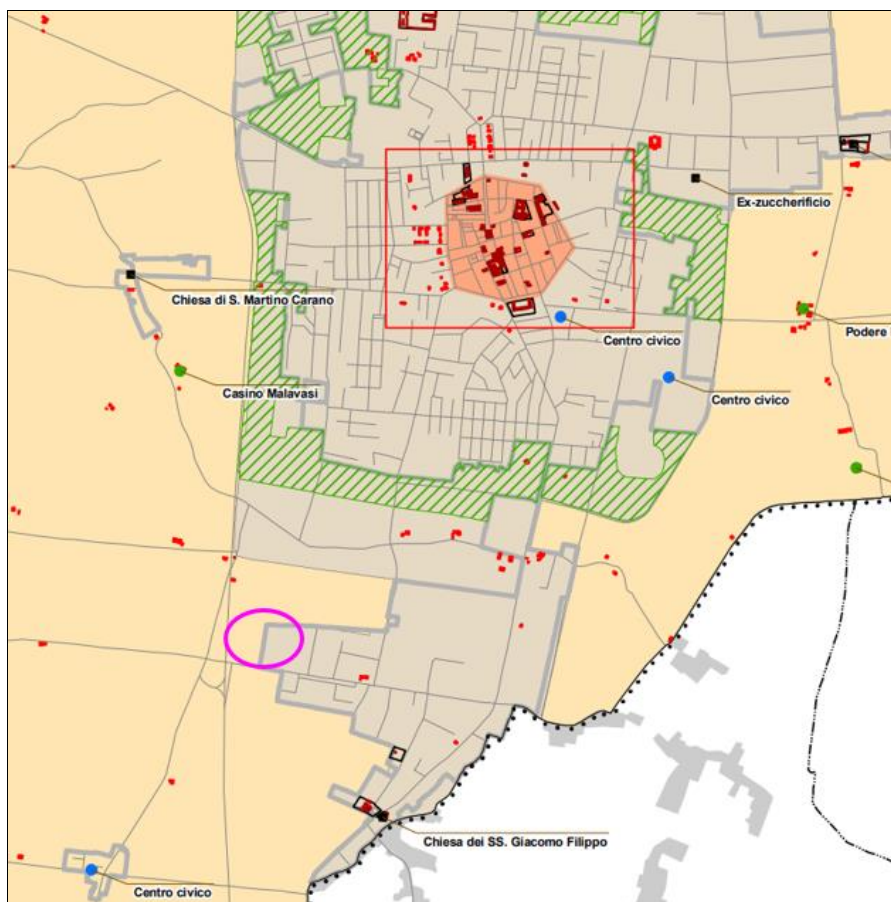 Ex-zuccherificio
Chiesa di S. Martino Carano
Podere
Centro civico
Casino Malavasi
Centro civico
Chiesa dei SS. Giacomo Filippo
Centro civico